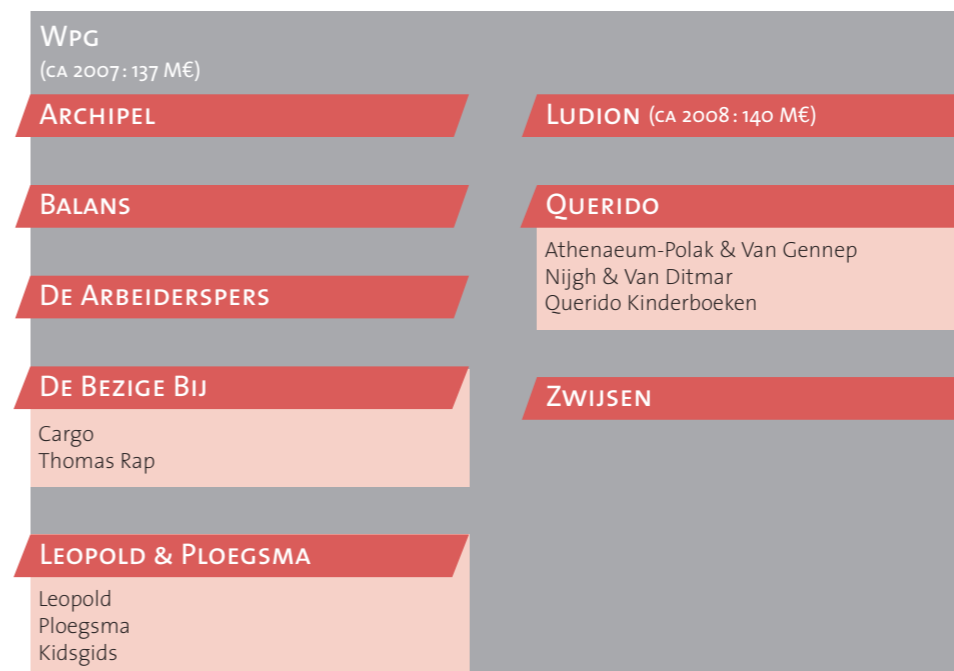 WPG
(CA 2007 : 137 M€)
ARCHIPEL
BALANS
DE ARBEIDERSPERS
DE BEZIGE BIJ
Cargo
Thomas Rap
LEOPOLD & PLOEGSMA
Leopold
Ploegsma
Kidsgids
LUDION (CA 2008 : 140 M€)
QUERIDO
Athenaeum-Polak & Van Gennep
Nijgh & Van Ditmar
Querido Kinderboeken
ZWIJSEN